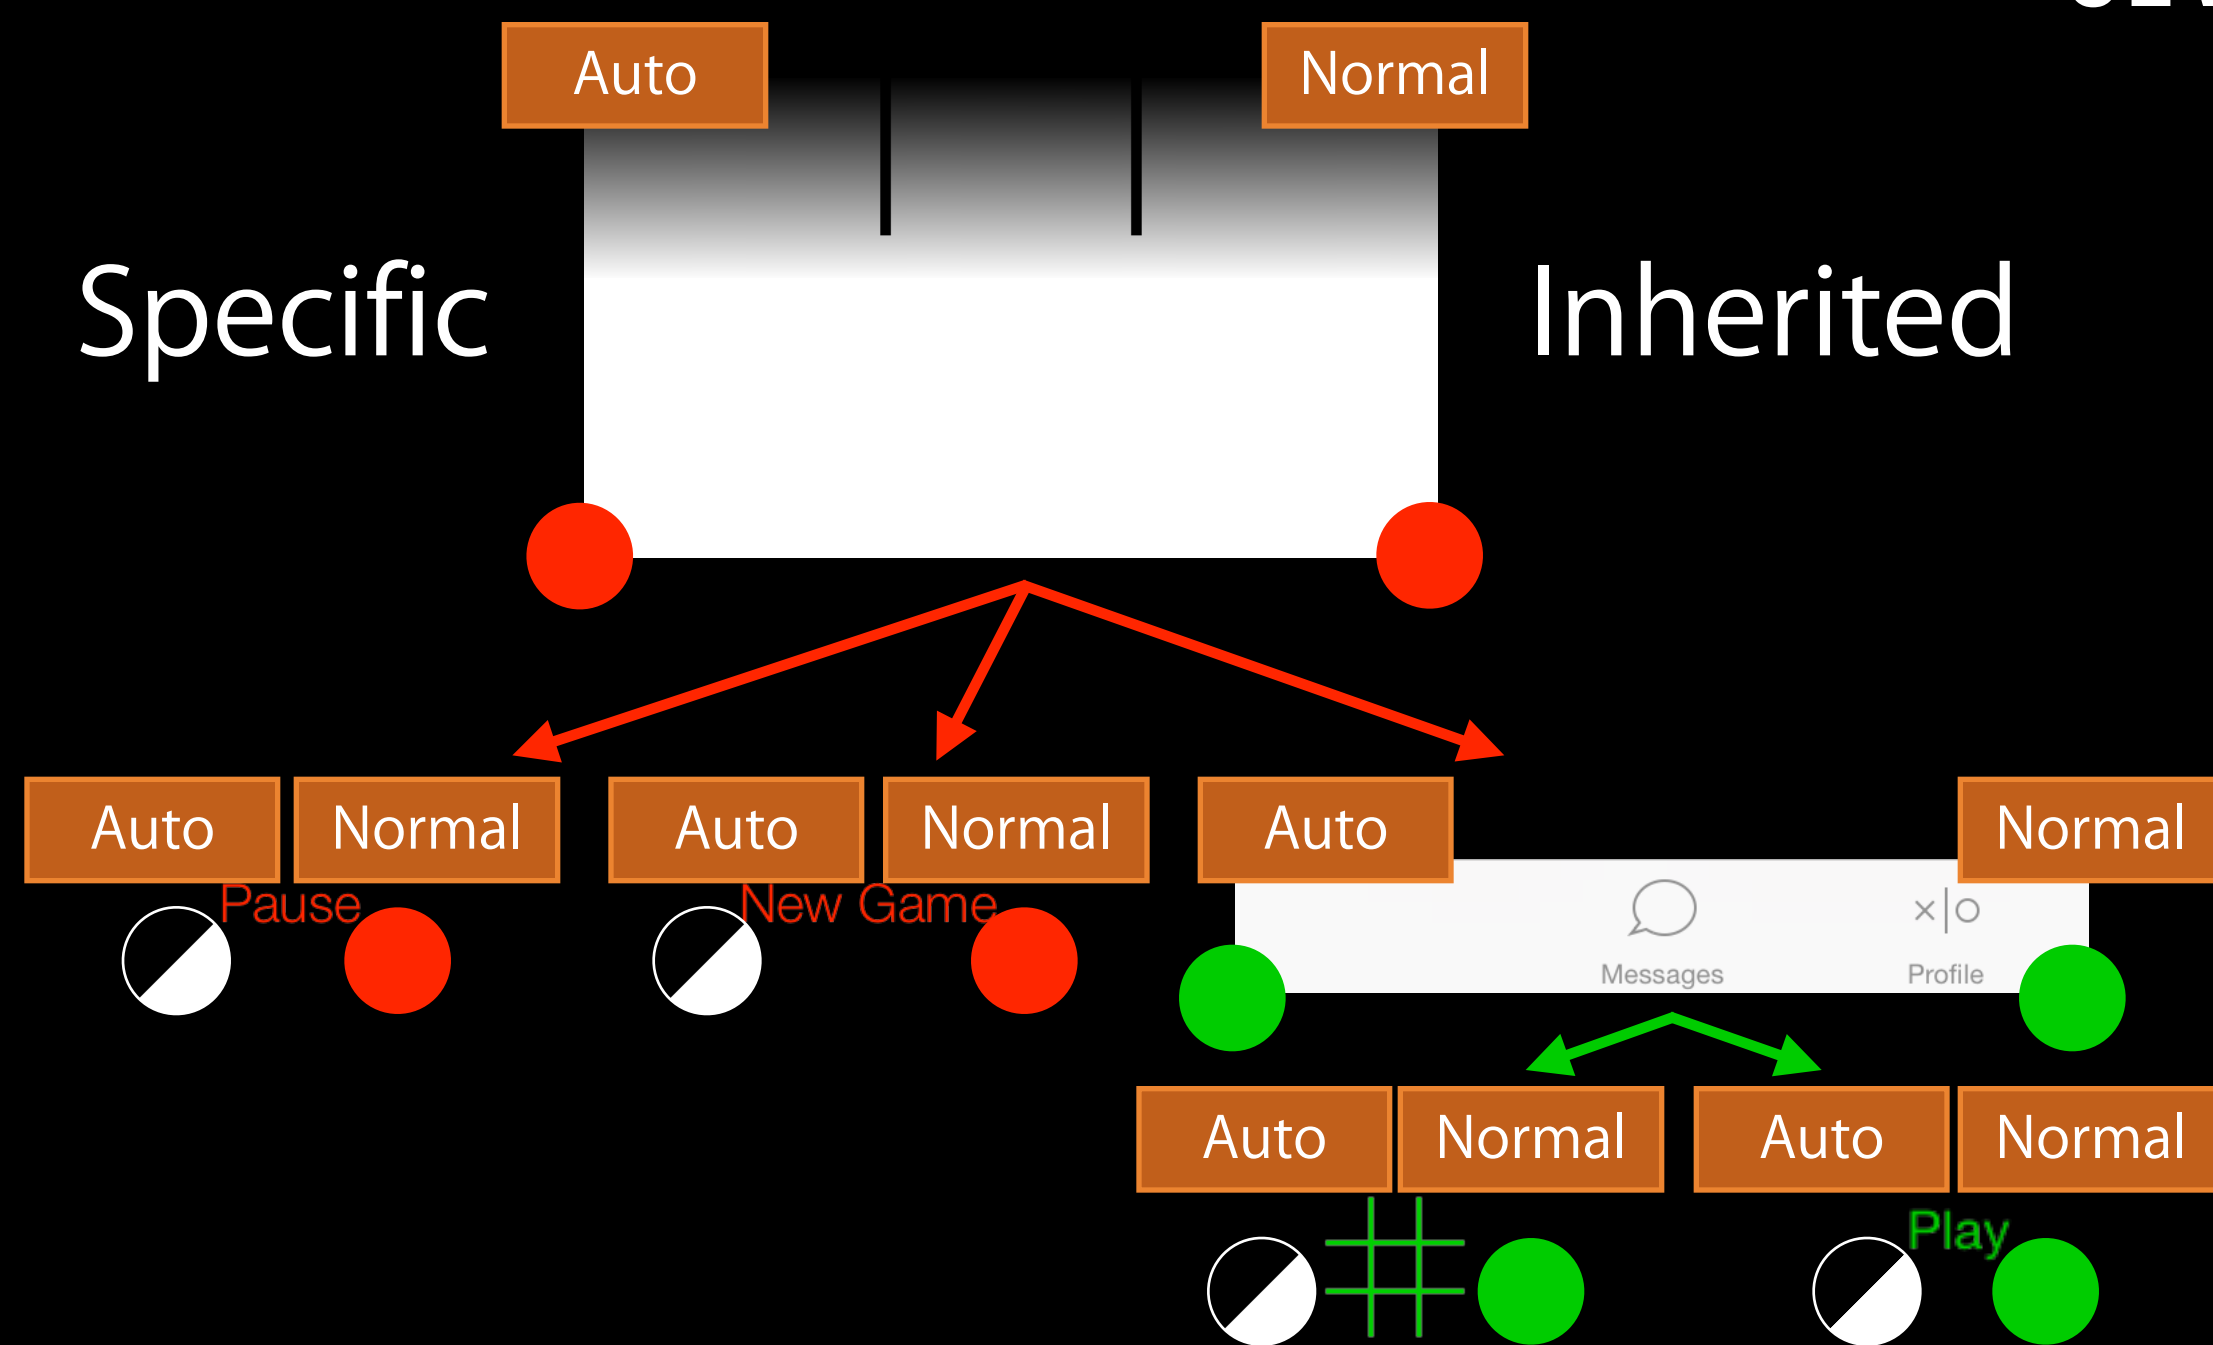 Auto
Normal
Specific
Inherited
Auto
Normal
Auto
Normal
Auto
Normal
Pause
New Game
Messages
Profile
Auto
Normal
Auto
Normal
Play